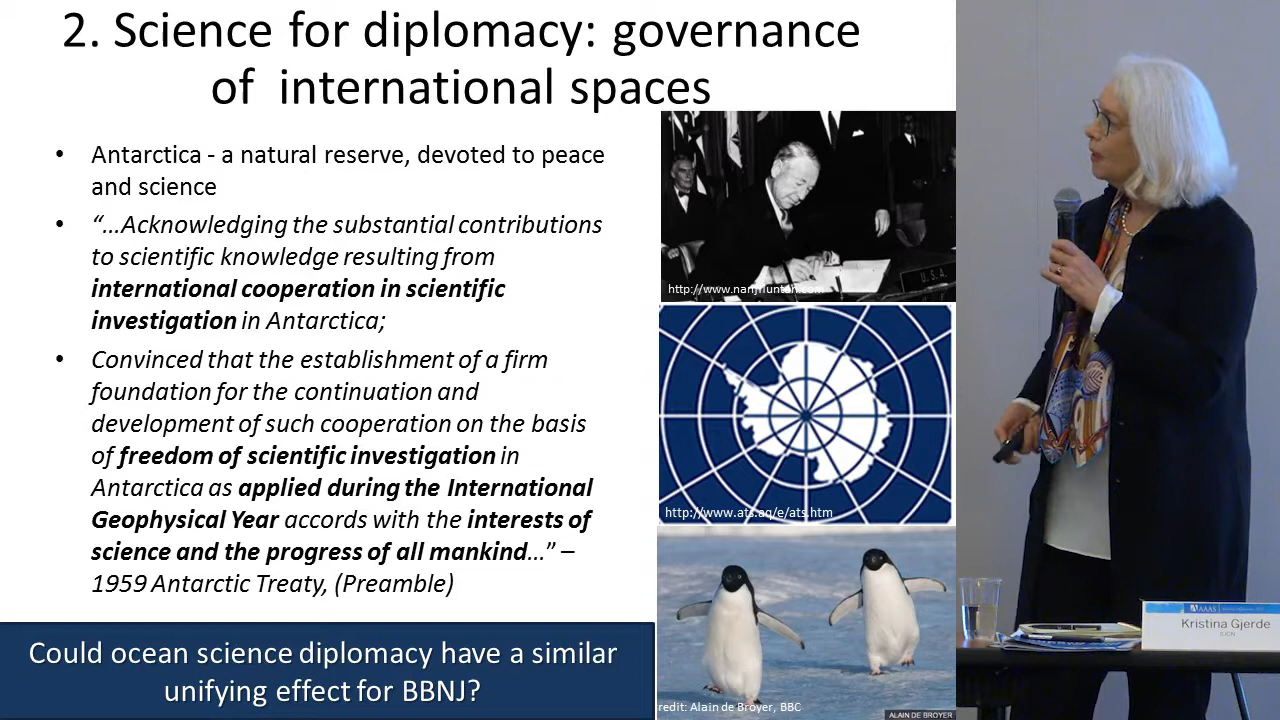 2. Science for diplomacy: governance
of international spaces
• Antarctica - a natural reserve, devoted to peace
and science
• “…Acknowledging the substantial contributions
to scientific knowledge resulting from
international cooperation in scientific
investigation in Antarctica;
• Convinced that the establishment of a firm
foundation for the continuation and
development of such cooperation on the basis
of freedom of scientific investigation in
Antarctica as applied during the International
Geophysical Year accords with the interests of
science and the progress of all mankind…” –
1959 Antarctic Treaty, (Preamble)
Could ocean science diplomacy have a similar
unifying effect for BBNJ?
U.S.A.
http://www.ats.aq/e/ats.htm
redit: Alain de Broyer, BBC
ALAIN DE BROYER
AAAS
Kristina Gjerde
IUCN